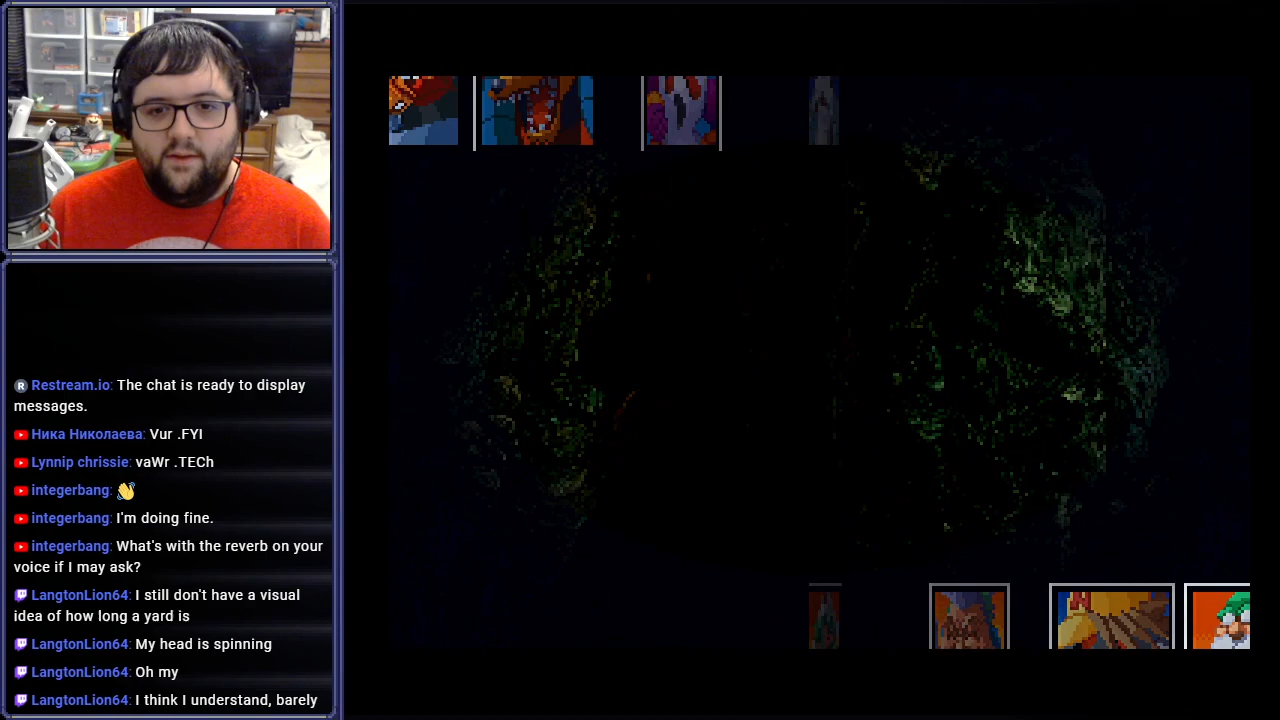 Restream.io: The chat is ready to display
messages.
Ника Николаева: Vur .FYI
Lynnip chrissie: vaWr .TECh
integerbang: 👋
integerbang: I'm doing fine.
integerbang: What's with the reverb on your
voice if I may ask?
LangtonLion64: I still don't have a visual
idea of how long a yard is
LangtonLion64: My head is spinning
LangtonLion64: Oh my
LangtonLion64: I think I understand, barely